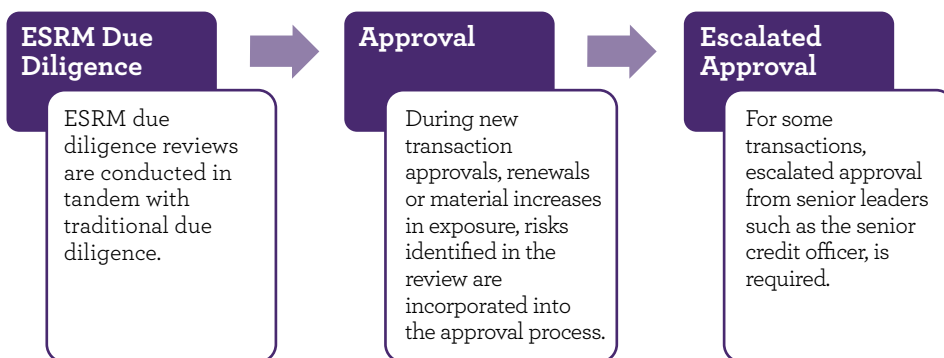 ESRM Due
Diligence
ESRM due
diligence reviews
are conducted in
tandem with
traditional due
diligence.
Approval
During new
transaction
approvals, renewals
or material increases
in exposure, risks
identified in the
review are
incorporated into
the approval process.
Escalated
Approval
For some
transactions,
escalated approval
from senior leaders
such as the senior
credit officer, is
required.